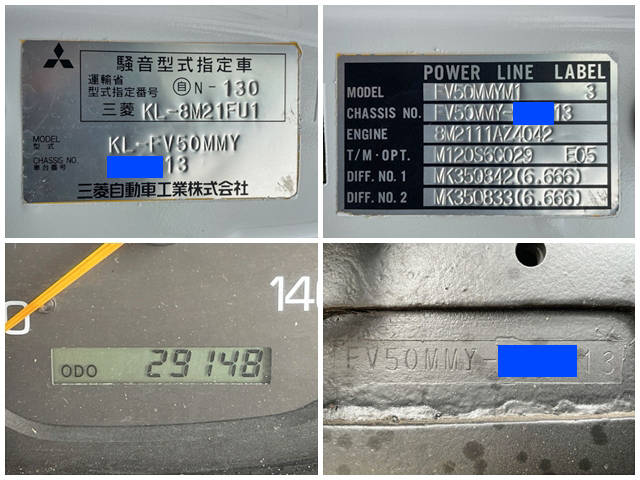 騒音型式指定車
運輸省
型式指定番号 自 N-130
三菱 KL-8M21FU1
MODEL
型式 KL-FV50MMY
CHASSIS NO.
車台番号 13
三菱自動車工業株式会社
POWER LINE LABEL
MODEL FV50MMYM1 3
CHASSIS NO. FV50MMY- 13
ENGINE 8M2111AZ4042
T/M・OPT. M120S6C029 E05
DIFF. NO. 1 MK350342(6.666)
DIFF. NO. 2 MK350833(6.666)
140
ODO 29148
FV50MMY- 13